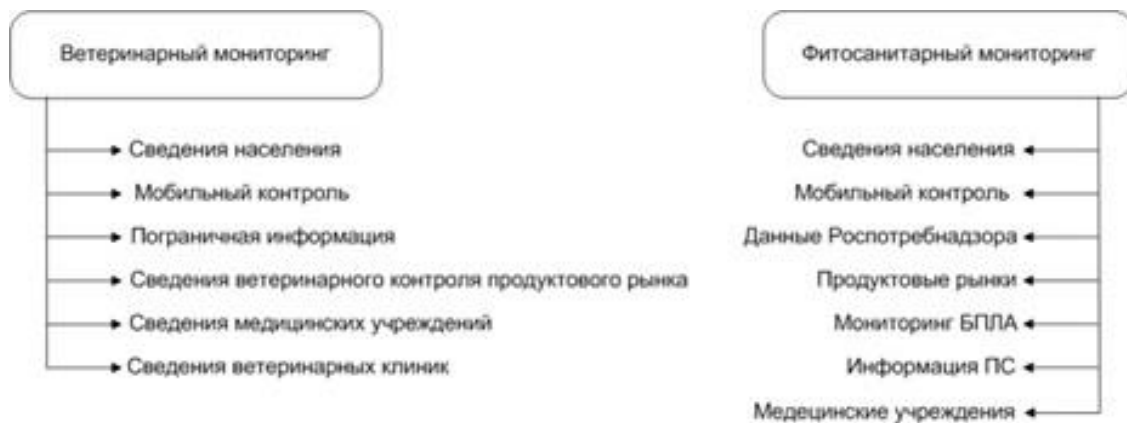 Ветеринарный мониторинг
Сведения населения
Мобильный контроль
Пограничная информация
Сведения ветеринарного контроля продуктового рынка
Сведения медицинских учреждений
Сведения ветеринарных клиник
Фитосанитарный мониторинг
Сведения населения
Мобильный контроль
Данные Роспотребнадзора
Продуктовые рынки
Мониторинг БПЛА
Информация ПС
Медецинские учреждения